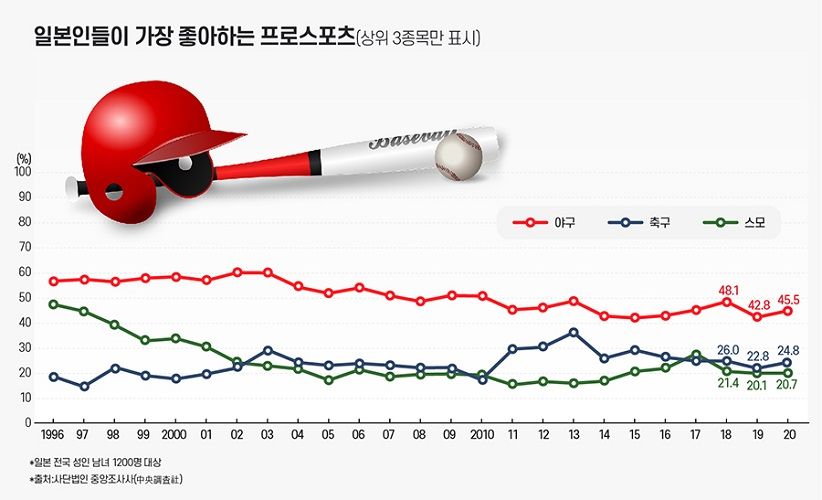 일본인들이 가장 좋아하는 프로스포츠(상위 3종목만 표시)
Baseball
(%)
100
90
80
70
60
50
40
30
20
10
0
야구 축구 스모
48.1 42.8 45.5
26.0 22.8 24.8
21.4 20.1 20.7
1996 97 98 99 2000 01 02 03 04 05 06 07 08 09 2010 11 12 13 14 15 16 17 18 19 20
*일본 전국 성인 남녀 1200명 대상
*출처:사단법인 중앙조사사(中央調査社)